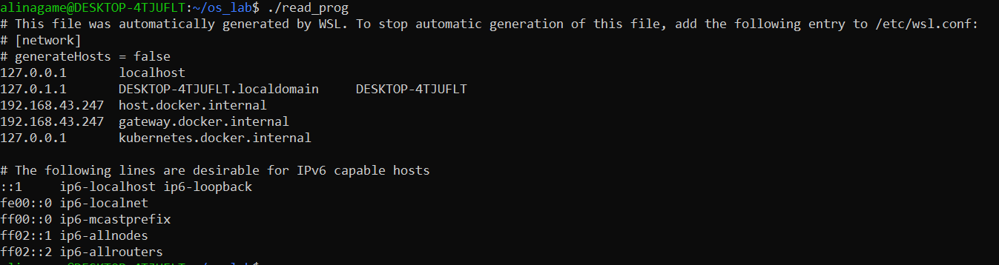 alinagame@DESKTOP-4TJUFLT:~/os_lab$ ./read_prog
# This file was automatically generated by WSL. To stop automatic generation of this file, add the following entry to /etc/wsl.conf:
# [network]
# generateHosts = false
127.0.0.1       localhost
127.0.1.1       DESKTOP-4TJUFLT.localdomain     DESKTOP-4TJUFLT
192.168.43.247  host.docker.internal
192.168.43.247  gateway.docker.internal
127.0.0.1       kubernetes.docker.internal

# The following lines are desirable for IPv6 capable hosts
::1     ip6-localhost ip6-loopback
fe00::0 ip6-localnet
ff00::0 ip6-mcastprefix
ff02::1 ip6-allnodes
ff02::2 ip6-allrouters
alinagame@DESKTOP-4TJUFLT:~/os_lab$